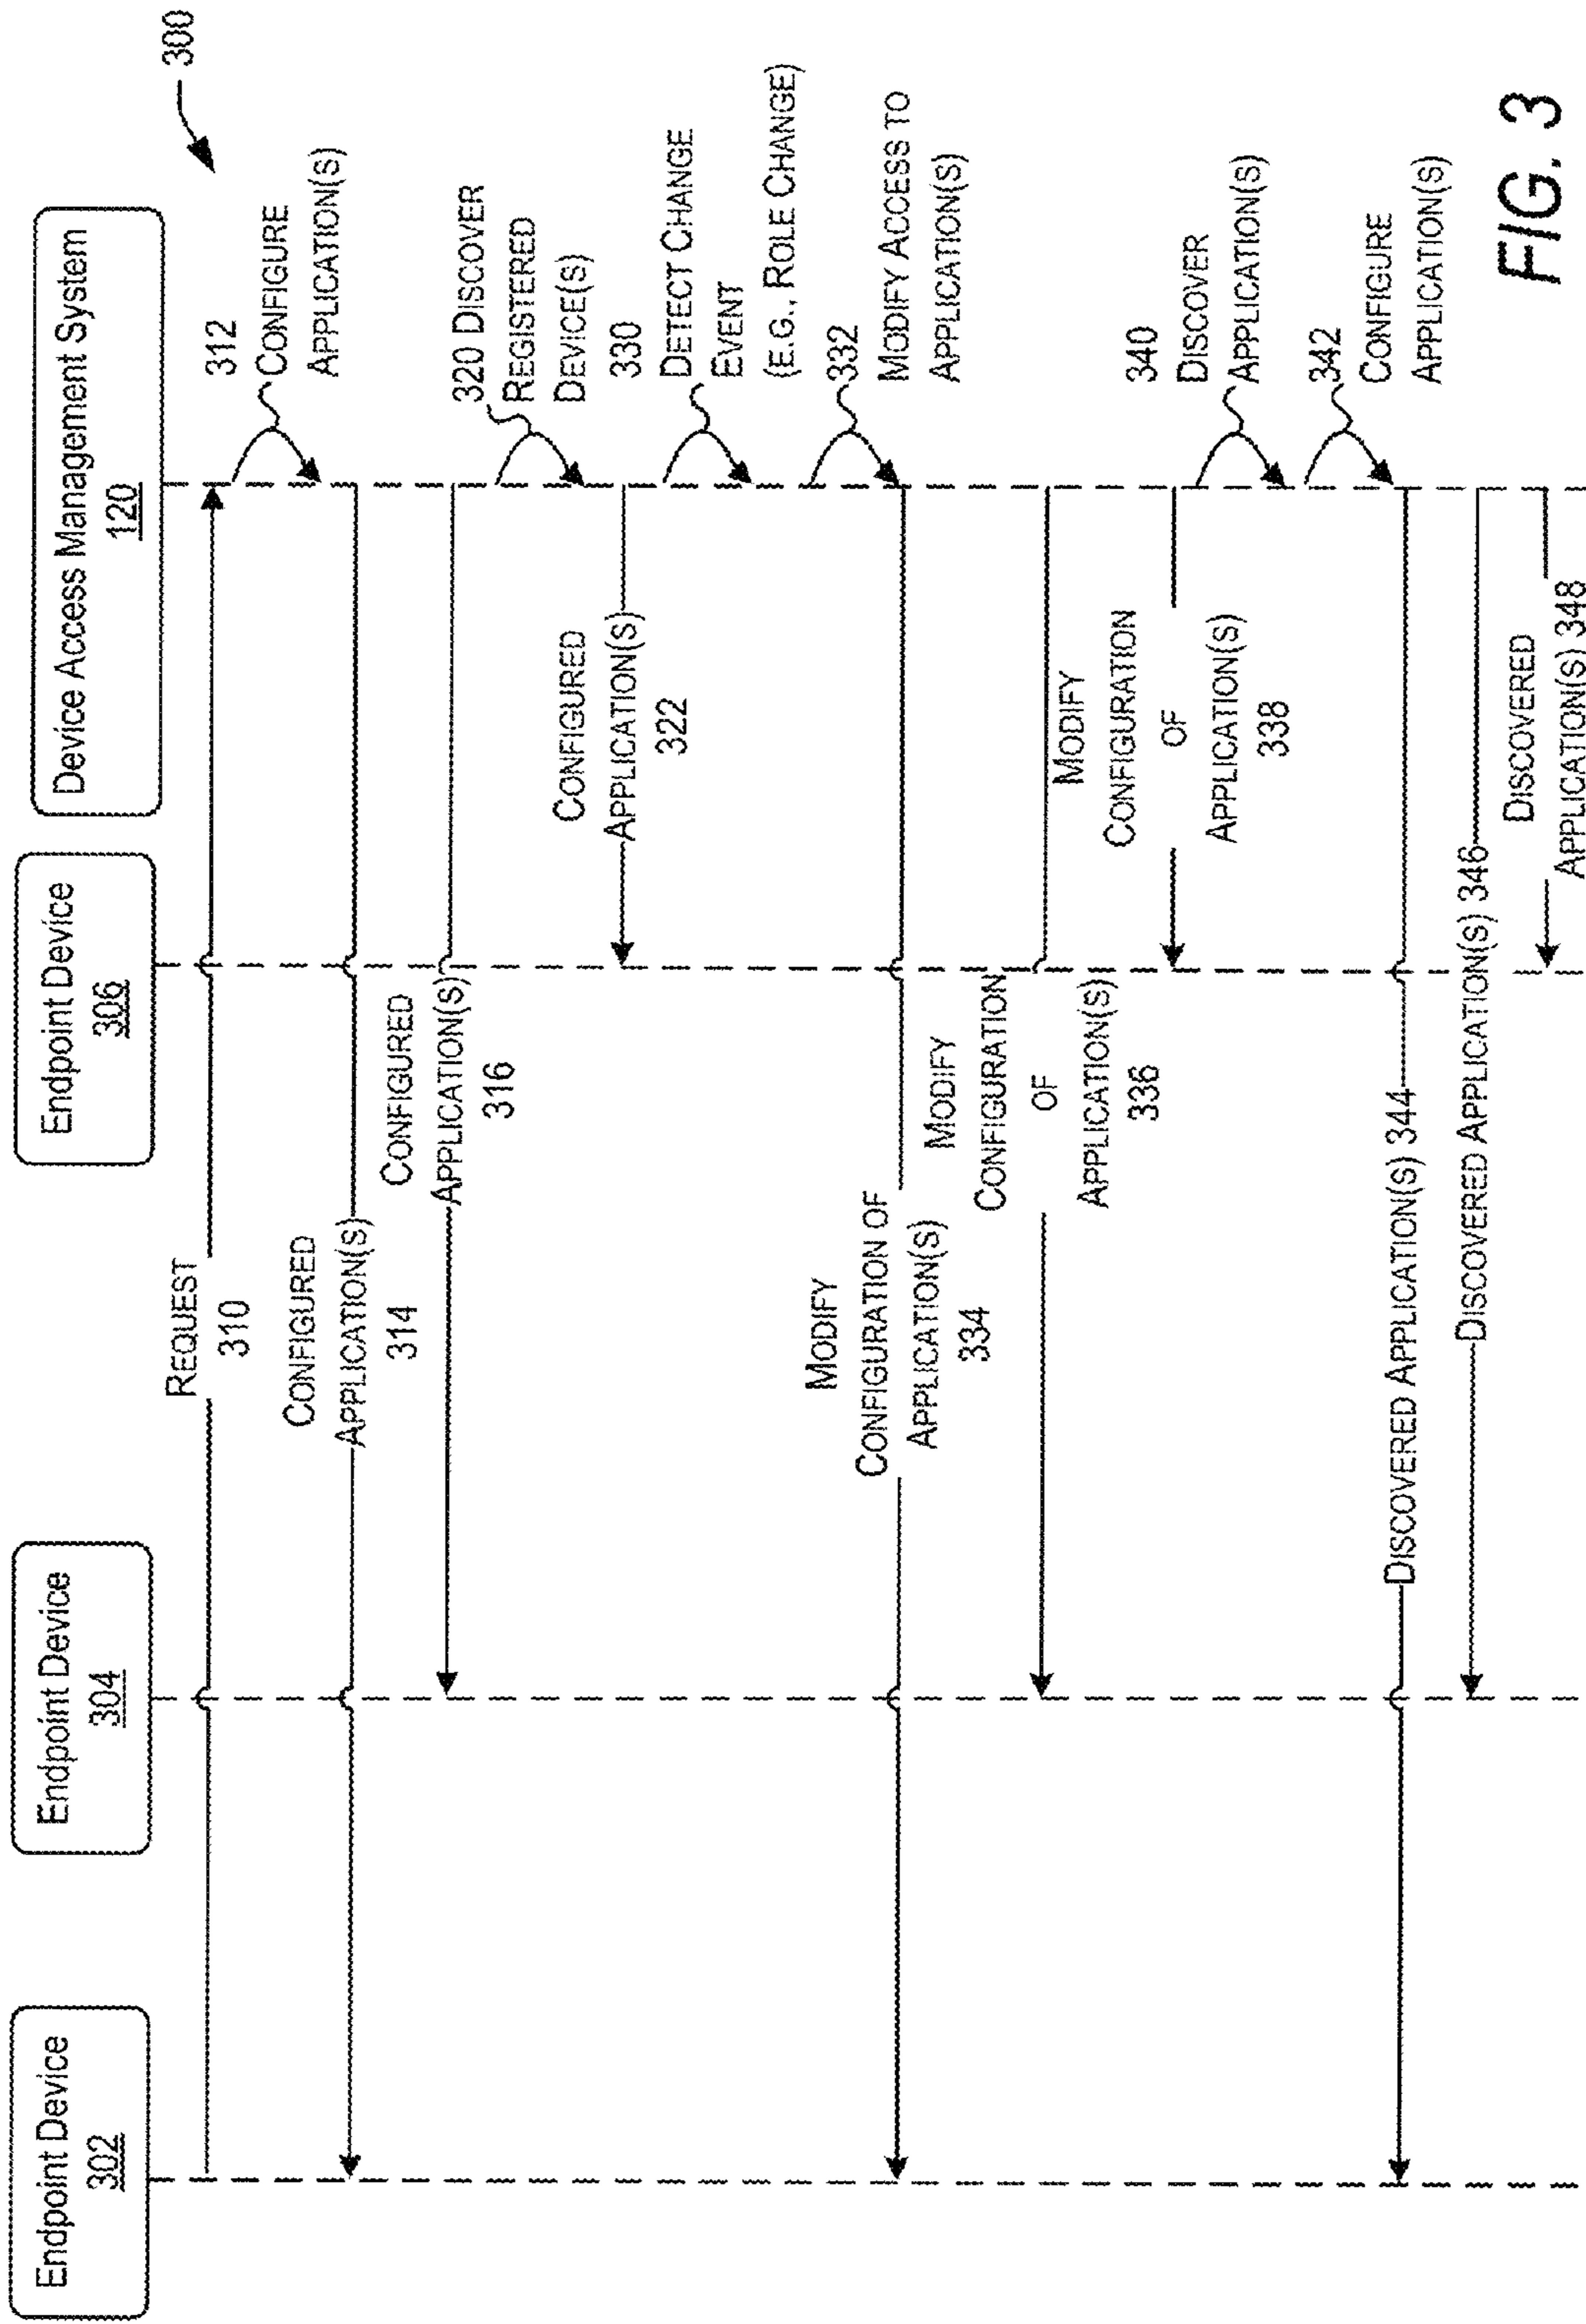 Endpoint Device
302
Endpoint Device
304
Endpoint Device
306
Device Access Management System
120
300
REQUEST
310
312
CONFIGURE
APPLICATION(S)
CONFIGURED
APPLICATION(S)
314
CONFIGURED
APPLICATION(S)
316
320 DISCOVER
REGISTERED
DEVICE(S)
CONFIGURED
APPLICATION(S)
322
330
DETECT CHANGE
EVENT
(E.G., ROLE CHANGE)
332
MODIFY ACCESS TO
APPLICATION(S)
MODIFY
CONFIGURATION OF
APPLICATION(S)
334
MODIFY
CONFIGURATION
OF
APPLICATION(S)
336
MODIFY
CONFIGURATION
OF
APPLICATION(S)
338
340
DISCOVER
APPLICATION(S)
342
CONFIGURE
APPLICATION(S)
DISCOVERED APPLICATION(S) 344
DISCOVERED APPLICATION(S) 346
DISCOVERED
APPLICATION(S) 348
FIG. 3